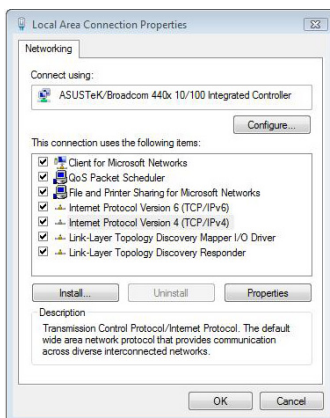 Local Area Connection Properties
Networking
Connect using:
ASUSTeK/Broadcom 440x 10/100 Integrated Controller
Configure...
This connection uses the following items:
Client for Microsoft Networks
QoS Packet Scheduler
File and Printer Sharing for Microsoft Networks
Internet Protocol Version 6 (TCP/IPv6)
Internet Protocol Version 4 (TCP/IPv4)
Link-Layer Topology Discovery Mapper I/O Driver
Link-Layer Topology Discovery Responder
Install... Uninstall Properties
Description
Transmission Control Protocol/Internet Protocol. The default
wide area network protocol that provides communication
across diverse interconnected networks.
OK Cancel